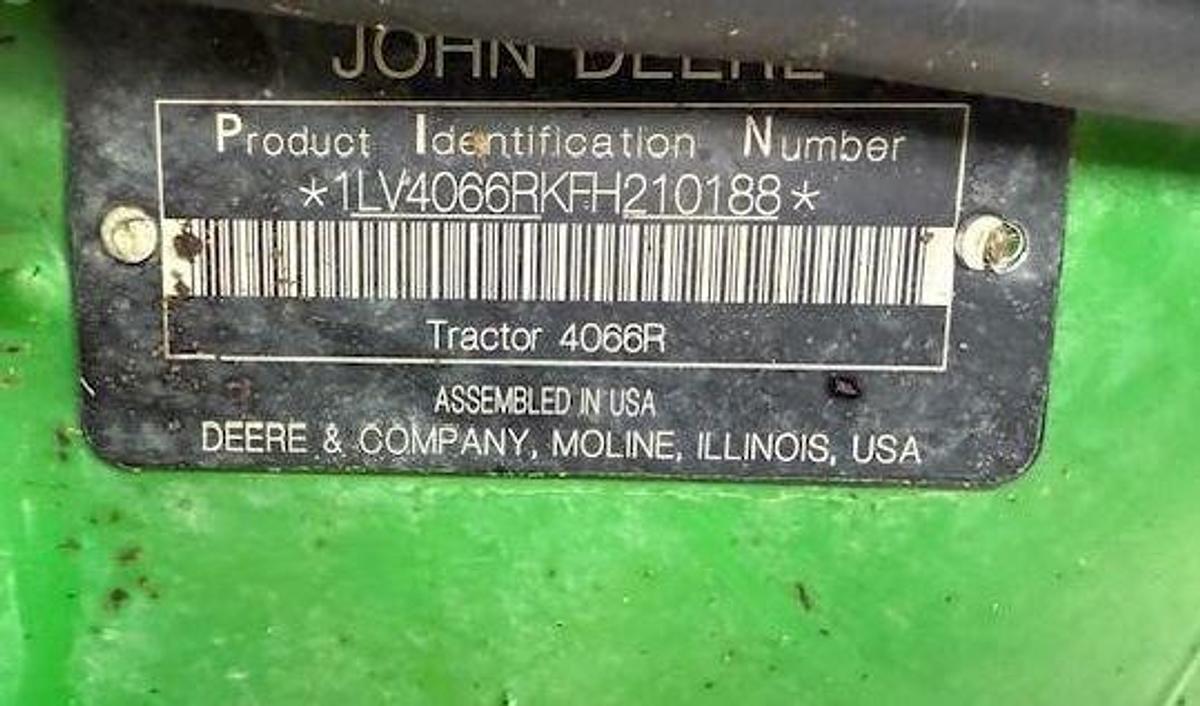 JOHN DEERE
Product Identification Number
*1LV4066RKFH210188*
Tractor 4066R
ASSEMBLED IN USA
DEERE & COMPANY, MOLINE, ILLINOIS, USA